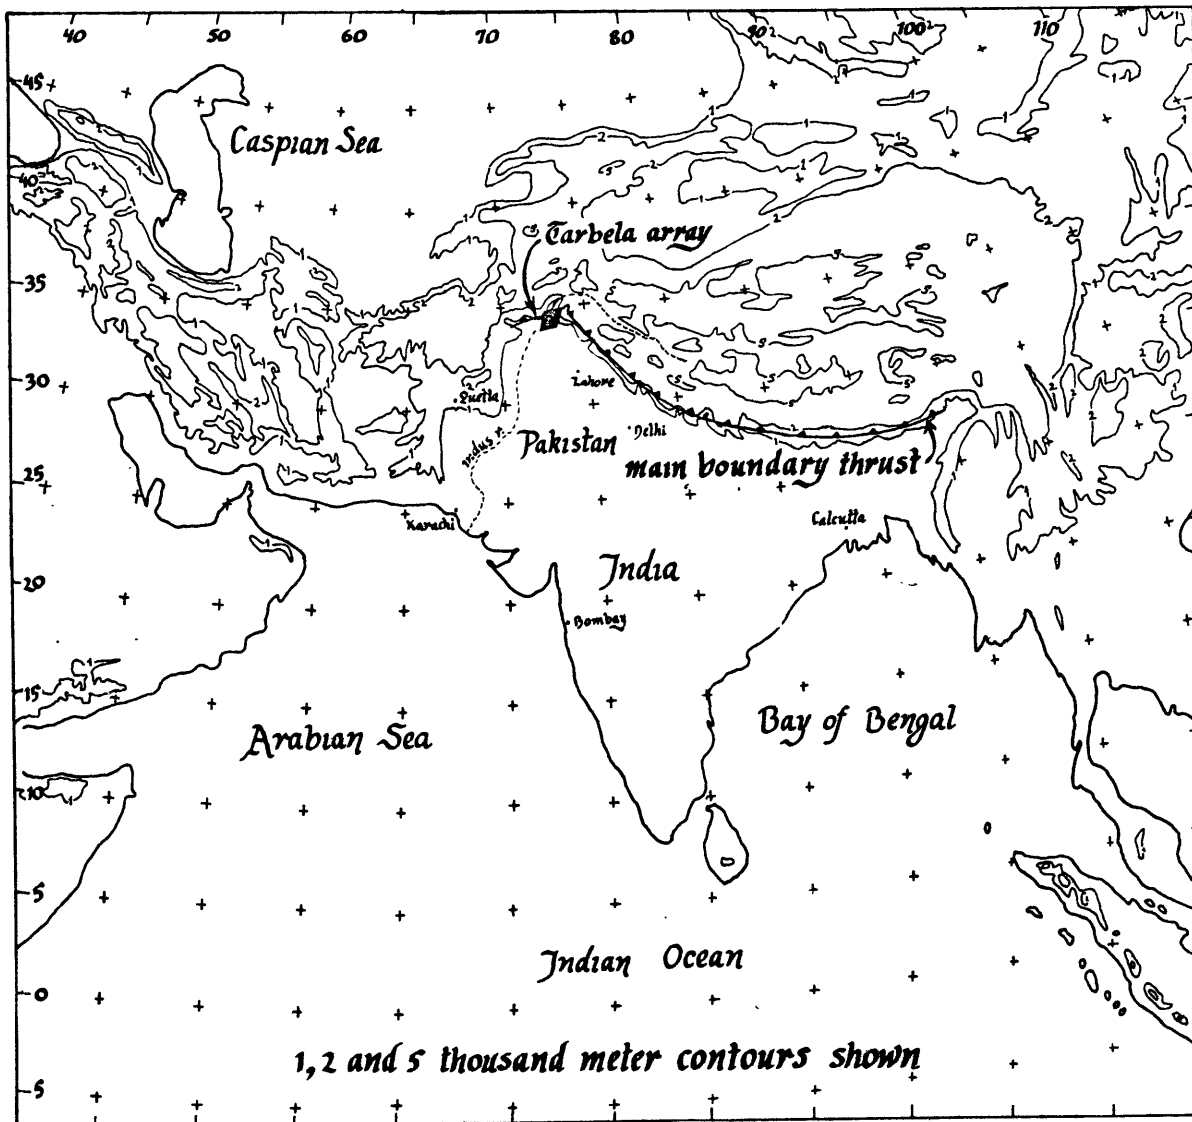 40 50 60 70 80 90 100 110
45
Caspian Sea
40
Tarbela array
35
30
Lahore
Quetta
Pakistan
Delhi
Indus R.
main boundary thrust
25
Karachi
Calcutta
India
20
Bombay
15
Arabian Sea
Bay of Bengal
10
5
Indian Ocean
0
1, 2 and 5 thousand meter contours shown
-5